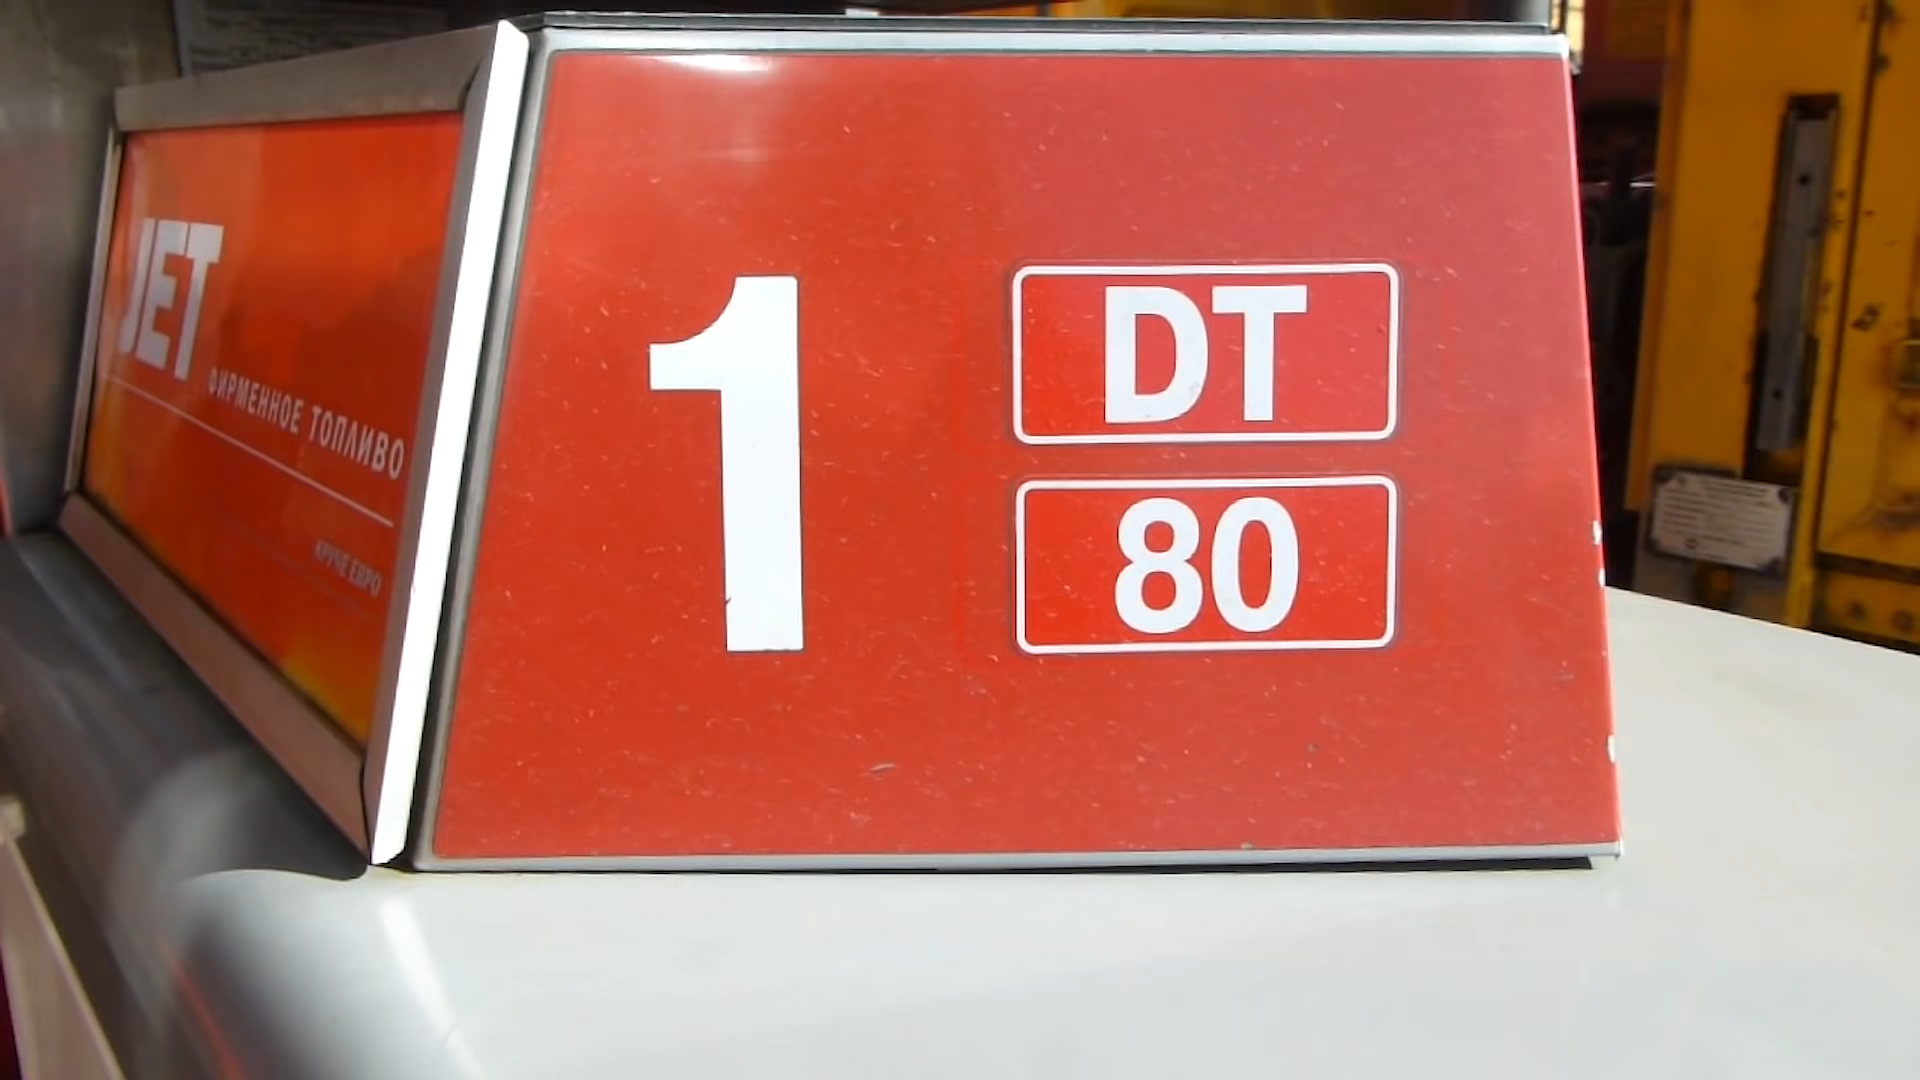 JET
ФИРМЕННОЕ ТОПЛИВО
КРУЧЕ ЕВРО
1
DT
80